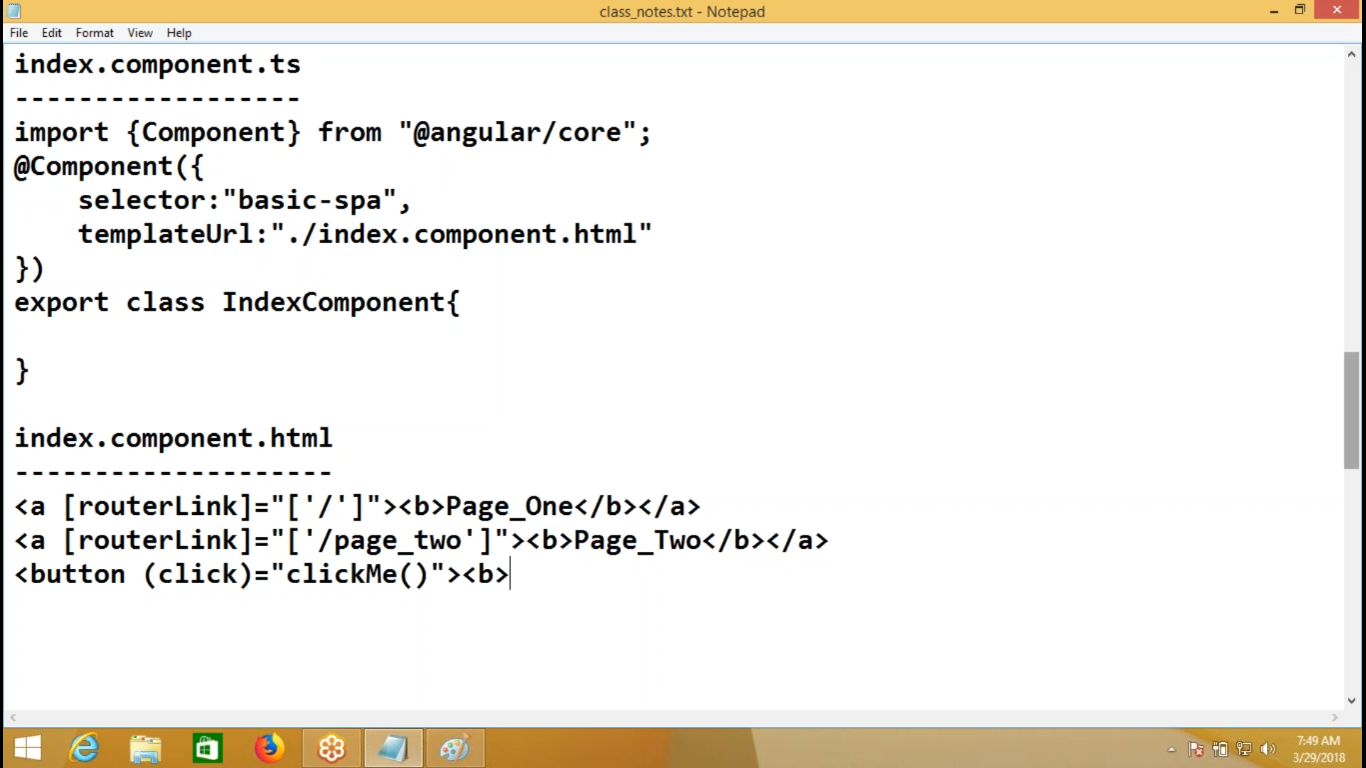 class_notes.txt - Notepad
File Edit Format View Help
index.component.ts
------------------
import {Component} from "@angular/core";
@Component({
    selector:"basic-spa",
    templateUrl:"./index.component.html"
})
export class IndexComponent{
}
index.component.html
--------------------
<a [routerLink]="['/']"><b>Page_One</b></a>
<a [routerLink]="['/page_two']"><b>Page_Two</b></a>
<button (click)="clickMe()"><b>
7:49 AM
3/29/2018